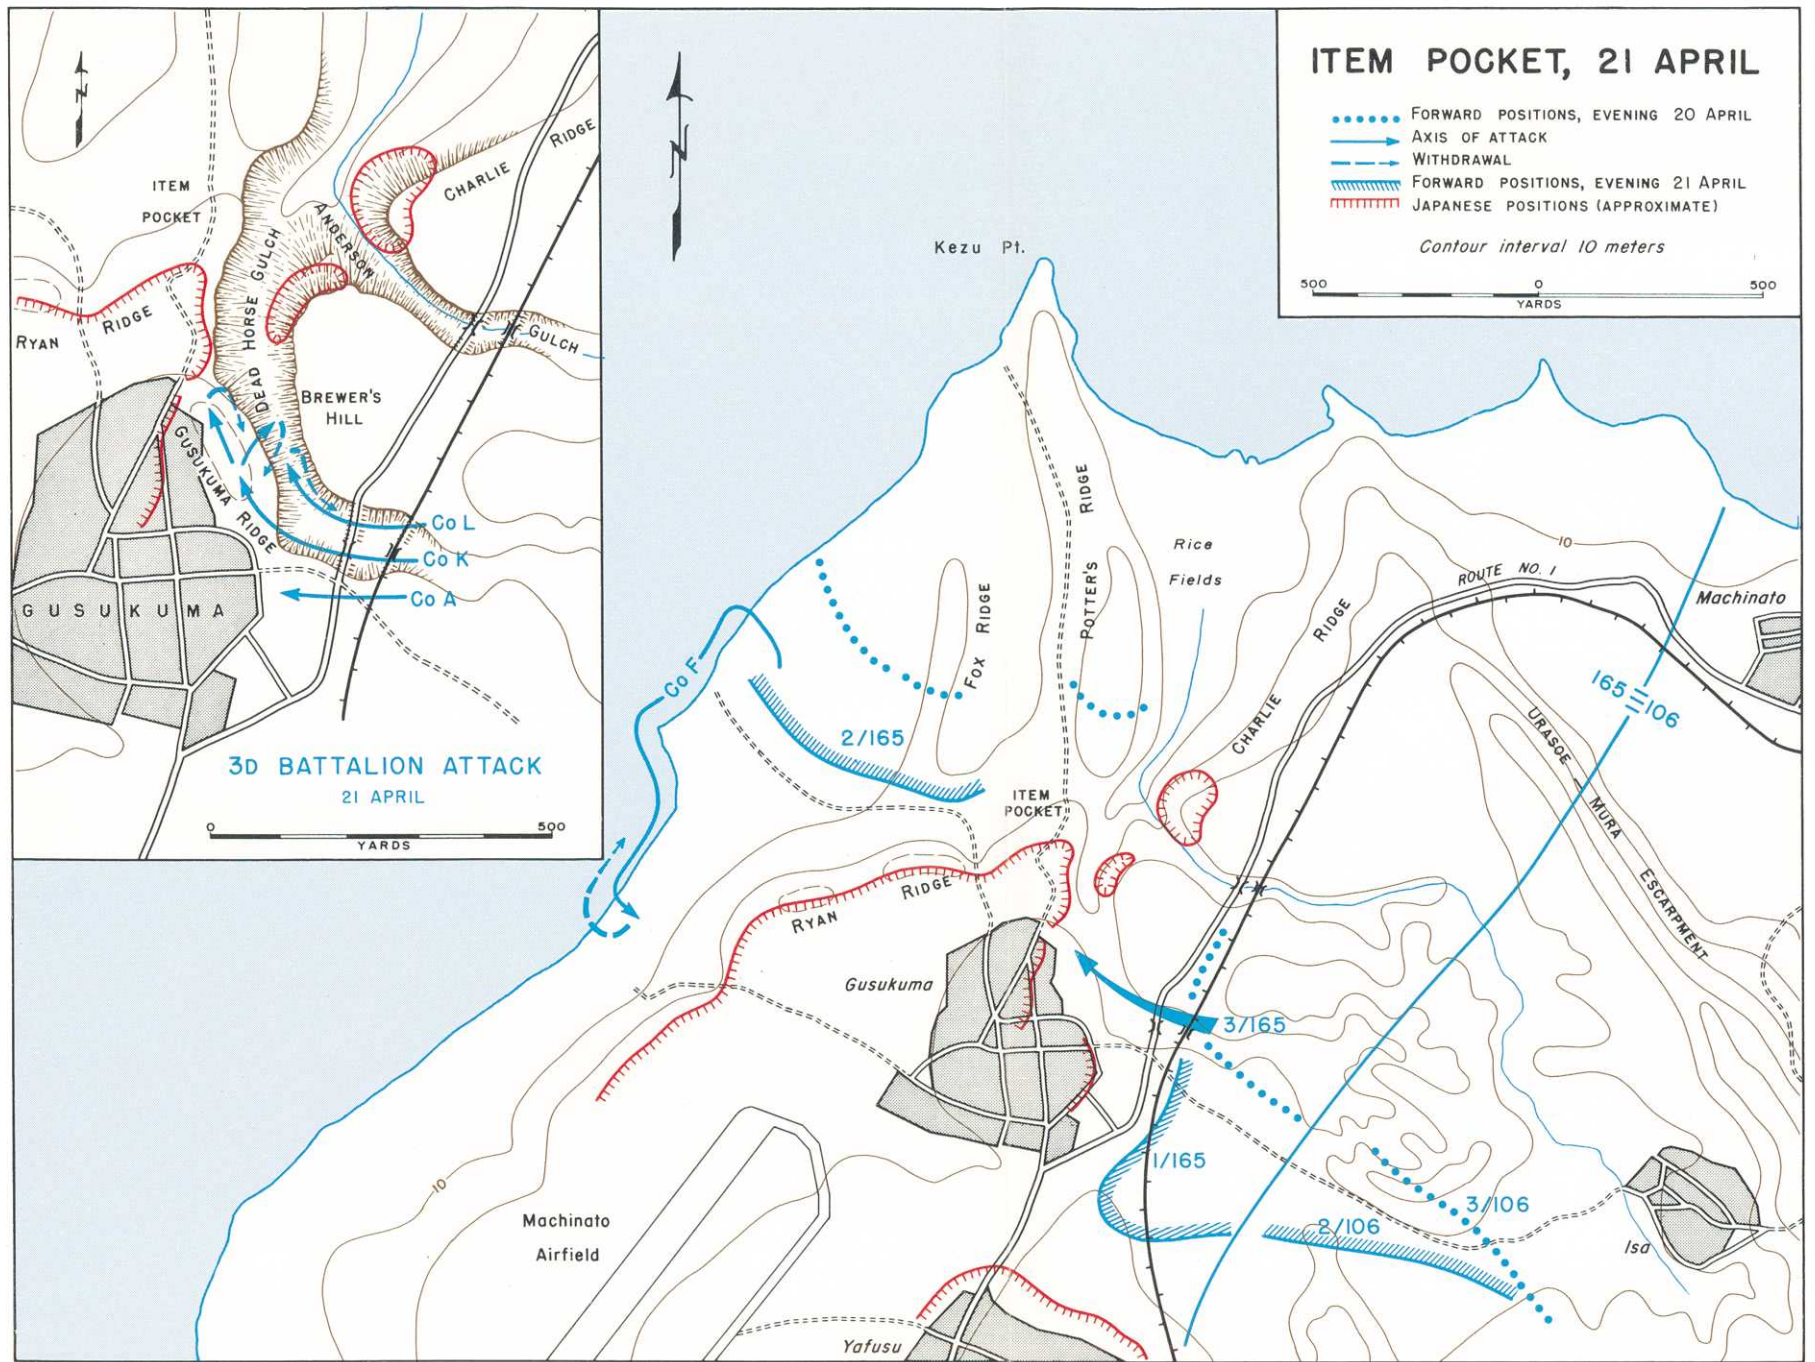 ITEM POCKET, 21 APRIL
FORWARD POSITIONS, EVENING 20 APRIL
AXIS OF ATTACK
WITHDRAWAL
FORWARD POSITIONS, EVENING 21 APRIL
JAPANESE POSITIONS (APPROXIMATE)
Contour interval 10 meters
500 0 500
YARDS
N
ITEM
POCKET
RYAN RIDGE
DEAD HORSE GULCH
ANDERSON GULCH
CHARLIE RIDGE
BREWER'S
HILL
GUSUKUMA RIDGE
Co L
Co K
Co A
GUSUKUMA
3D BATTALION ATTACK
21 APRIL
0 500
YARDS
N
Kezu Pt.
FOX RIDGE
POTTER'S RIDGE
Rice
Fields
CHARLIE RIDGE
10
ROUTE NO. 1
Machinato
165
106
URASOE-MURA ESCARPMENT
Co F
2/165
ITEM
POCKET
RYAN RIDGE
Gusukuma
3/165
1/165
3/106
2/106
Isa
10
Machinato
Airfield
Yafusu